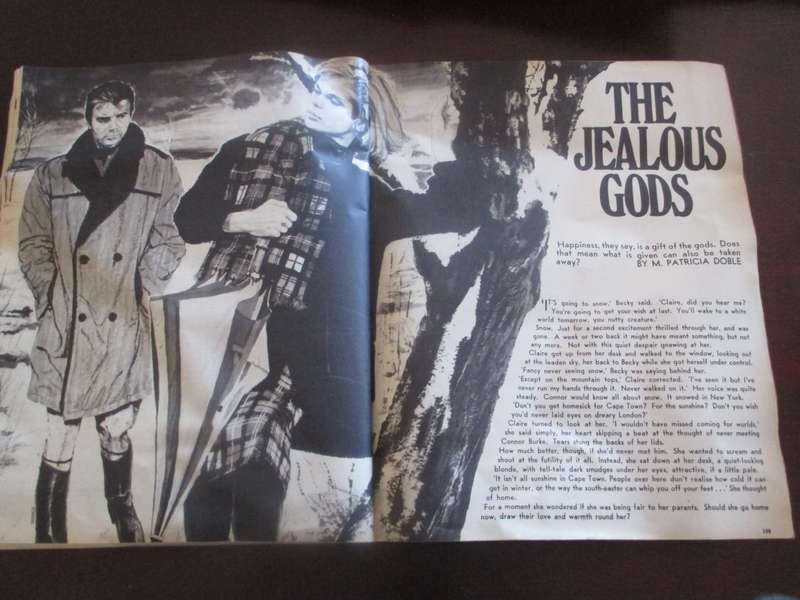 THE
JEALOUS
GODS
Happiness, they say, is a gift of the gods. Does
that mean what is given can also be taken
away? BY M. PATRICIA DOBLE
'IT'S going to snow,' Becky said. 'Claire, did you hear me?
You're going to get your wish at last. You'll wake to a white
world tomorrow, you nutty creature.'
Snow. Just for a second excitement thrilled through her, and was
gone. A week or two back it might have meant something, but not
any more. Not with this quiet despair gnawing at her.
Claire got up from her desk and walked to the window, looking out
at the leaden sky, her back to Becky while she got herself under control.
'Fancy never seeing snow,' Becky was saying behind her.
'Except on the mountain tops,' Claire corrected. 'I've seen it but I've
never run my hands through it. Never walked on it.' Her voice was quite
steady. Connor would know all about snow. It snowed in New York.
'Don't you get homesick for Cape Town? For the sunshine? Don't you wish
you'd never laid eyes on dreary London?'
Claire turned to look at her. 'I wouldn't have missed coming for worlds,'
she said simply, her heart skipping a beat at the thought of never meeting
Connor Burke. Tears stung the backs of her lids.
How much better, though, if she'd never met him. She wanted to scream and
shout at the futility of it all. Instead, she sat down at her desk, a quiet-looking
blonde, with tell-tale dark smudges under her eyes, attractive, if a little pale.
'It isn't all sunshine in Cape Town. People over here don't realise how cold it can
get in winter, or the way the south-easter can whip you off your feet . . .' She thought
of home.
For a moment she wondered if she was being fair to her parents. Should she go home
now, draw their love and warmth round her?